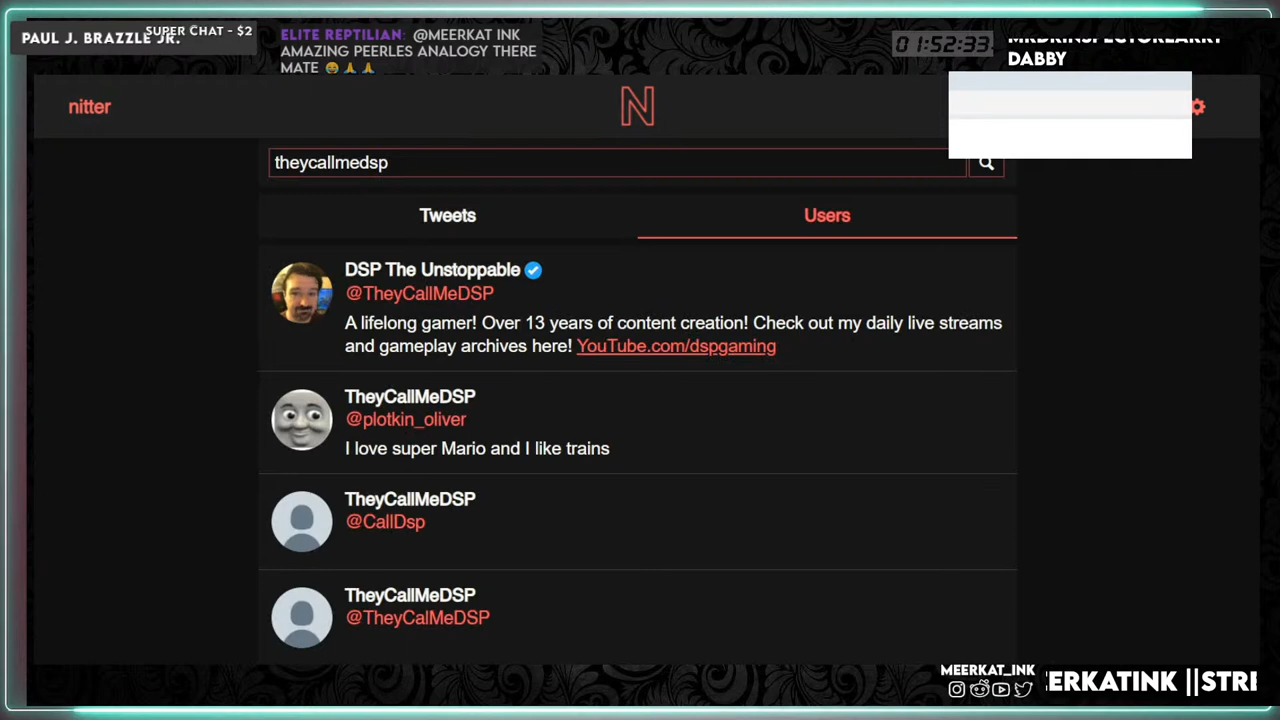 PAUL J. BRAZZLE JR.
SUPER CHAT - $2
ELITE REPTILIAN: @MEERKAT INK
AMAZING PEERLES ANALOGY THERE
MATE 😄🙏🙏
01:52:33
DABBY
nitter
N
theycallmedsp
Tweets
Users
DSP The Unstoppable
@TheyCallMeDSP
A lifelong gamer! Over 13 years of content creation! Check out my daily live streams
and gameplay archives here! YouTube.com/dspgaming
TheyCallMeDSP
@plotkin_oliver
I love super Mario and I like trains
TheyCallMeDSP
@CallDsp
TheyCallMeDSP
@TheyCalMeDSP
MEERKAT_INK
ERKATINK ||STRE